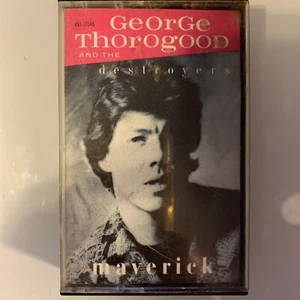 GeorGe
ThoroGooD
AND THE
destroyers
maverick